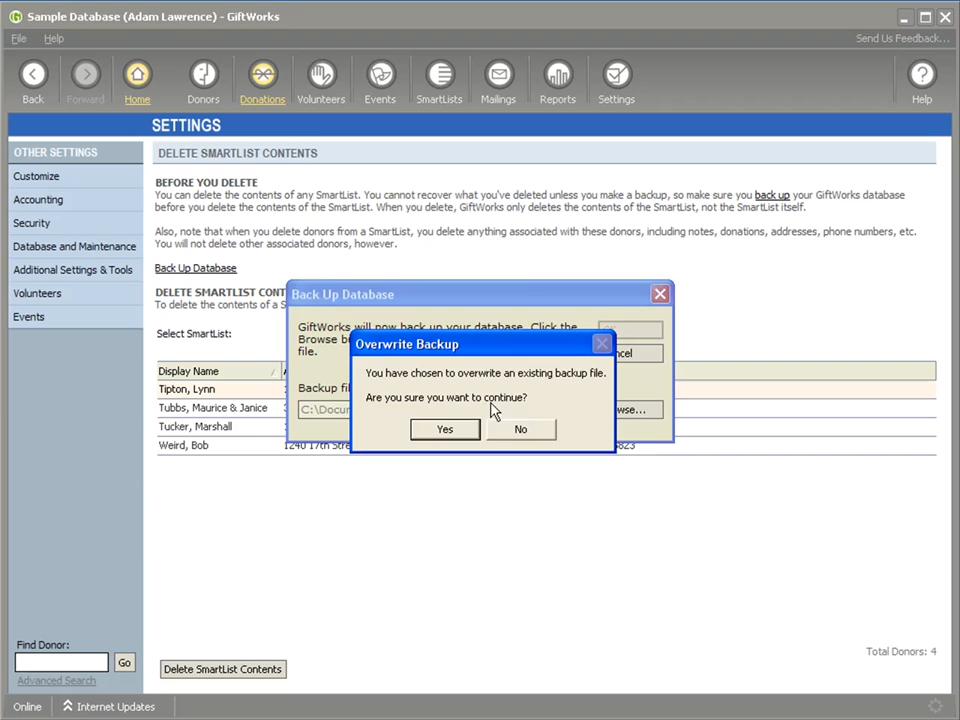 Sample Database (Adam Lawrence) - GiftWorks
File Help Send Us Feedback...
Back Forward Home Donors Donations Volunteers Events SmartLists Mailings Reports Settings Help
SETTINGS
OTHER SETTINGS
Customize
Accounting
Security
Database and Maintenance
Additional Settings & Tools
Volunteers
Events
DELETE SMARTLIST CONTENTS
BEFORE YOU DELETE
You can delete the contents of any SmartList. You cannot recover what you've deleted unless you make a backup, so make sure you back up your GiftWorks database
before you delete the contents of the SmartList. When you delete, GiftWorks only deletes the contents of the SmartList, not the SmartList itself.
Also, note that when you delete donors from a SmartList, you delete anything associated with these donors, including notes, donations, addresses, phone numbers, etc.
You will not delete other associated donors, however.
Back Up Database
DELETE SMARTLIST CONT
To delete the contents of a S
Select SmartList:
Display Name
Tipton, Lynn
Tubbs, Maurice & Janice
Tucker, Marshall
Weird, Bob 1240 17th Stre 5823
Back Up Database
GiftWorks will now back up your database. Click the
Browse bu
file.
ncel
Backup fil
C:\Docur
wse...
Overwrite Backup
You have chosen to overwrite an existing backup file.
Are you sure you want to continue?
Yes No
Total Donors: 4
Delete SmartList Contents
Find Donor:
Go
Advanced Search
Online Internet Updates